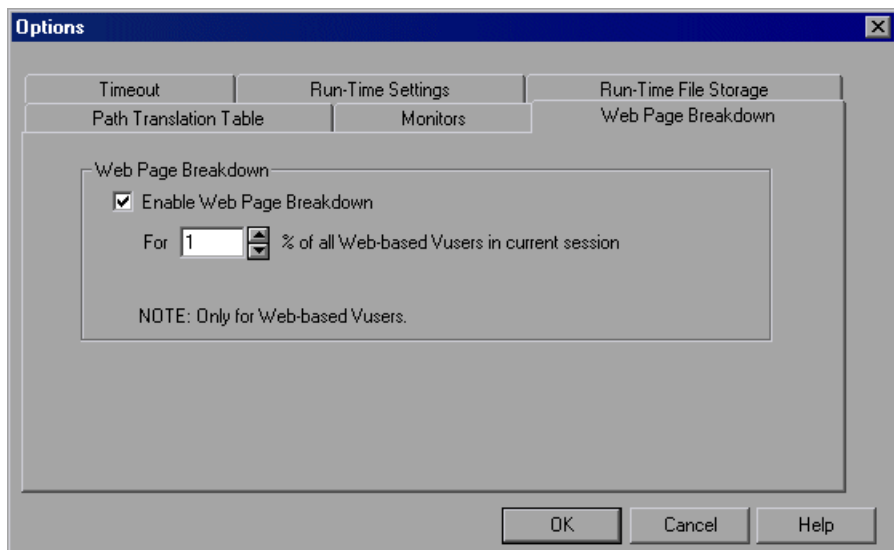 Options
Timeout
Run-Time Settings
Run-Time File Storage
Path Translation Table
Monitors
Web Page Breakdown
Web Page Breakdown
Enable Web Page Breakdown
For 1 % of all Web-based Vusers in current session
NOTE: Only for Web-based Vusers.
OK
Cancel
Help